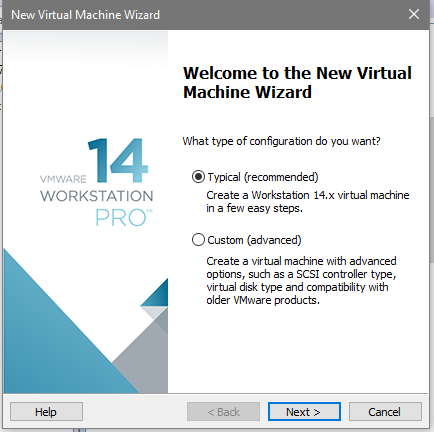 New Virtual Machine Wizard
Welcome to the New Virtual
Machine Wizard
What type of configuration do you want?
Typical (recommended)
Create a Workstation 14.x virtual machine
in a few easy steps.
Custom (advanced)
Create a virtual machine with advanced
options, such as a SCSI controller type,
virtual disk type and compatibility with
older VMware products.
14
VMWARE
WORKSTATION
PRO™
Help
< Back
Next >
Cancel